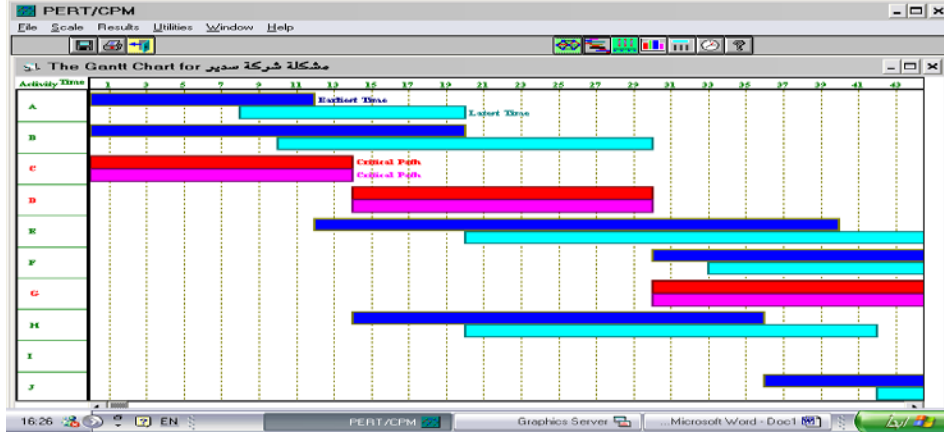 PERT/CPM
File Scale Results Utilities Window Help
The Gantt Chart for مشكلة شركة سدير
Activity Time 1 3 5 7 9 11 13 15 17 19 21 23 25 27 29 31 33 35 37 39 41 43
A Earliest Time
Latest Time
B
C Critical Path
Critical Path
D
E
F
G
H
I
J
16:26 EN PERT/CPM Graphics Server ...Microsoft Word - Doc1 ابدأ